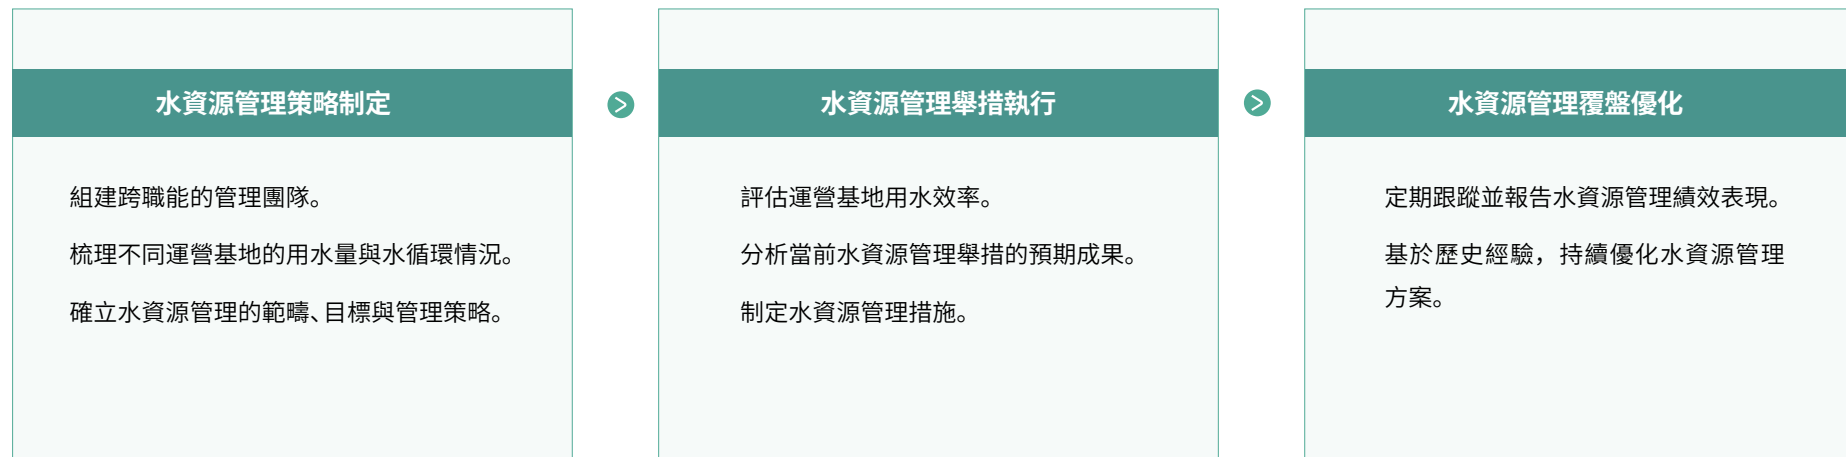 水資源管理策略制定
組建跨職能的管理團隊。
梳理不同運營基地的用水量與水循環情況。
確立水資源管理的範疇、目標與管理策略。
水資源管理舉措執行
評估運營基地用水效率。
分析當前水資源管理舉措的預期成果。
制定水資源管理措施。
水資源管理覆盤優化
定期跟蹤並報告水資源管理績效表現。
基於歷史經驗，持續優化水資源管理
方案。